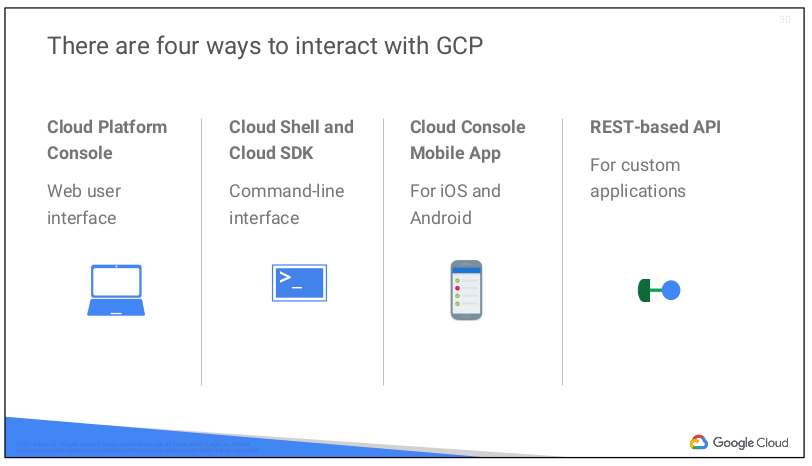 30
There are four ways to interact with GCP
Cloud Platform
Console
Web user
interface
Cloud Shell and
Cloud SDK
Command-line
interface
>_
Cloud Console
Mobile App
For iOS and
Android
REST-based API
For custom
applications
Google Cloud